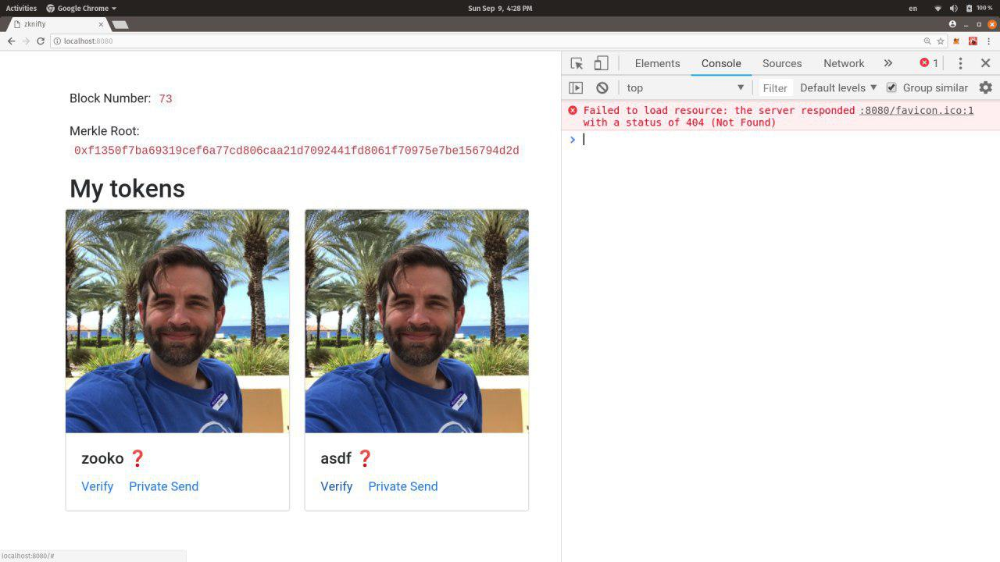 Activities Google Chrome Sun Sep 9, 4:28 PM en 100 %
zknifty
localhost:8080
Elements Console Sources Network 1
top Filter Default levels Group similar
Failed to load resource: the server responded :8080/favicon.ico:1
with a status of 404 (Not Found)
Block Number: 73
Merkle Root:
0xf1350f7ba69319cef6a77cd806caa21d7092441fd8061f70975e7be156794d2d
My tokens
zooko ❓
Verify Private Send
asdf ❓
Verify Private Send
localhost:8080/#